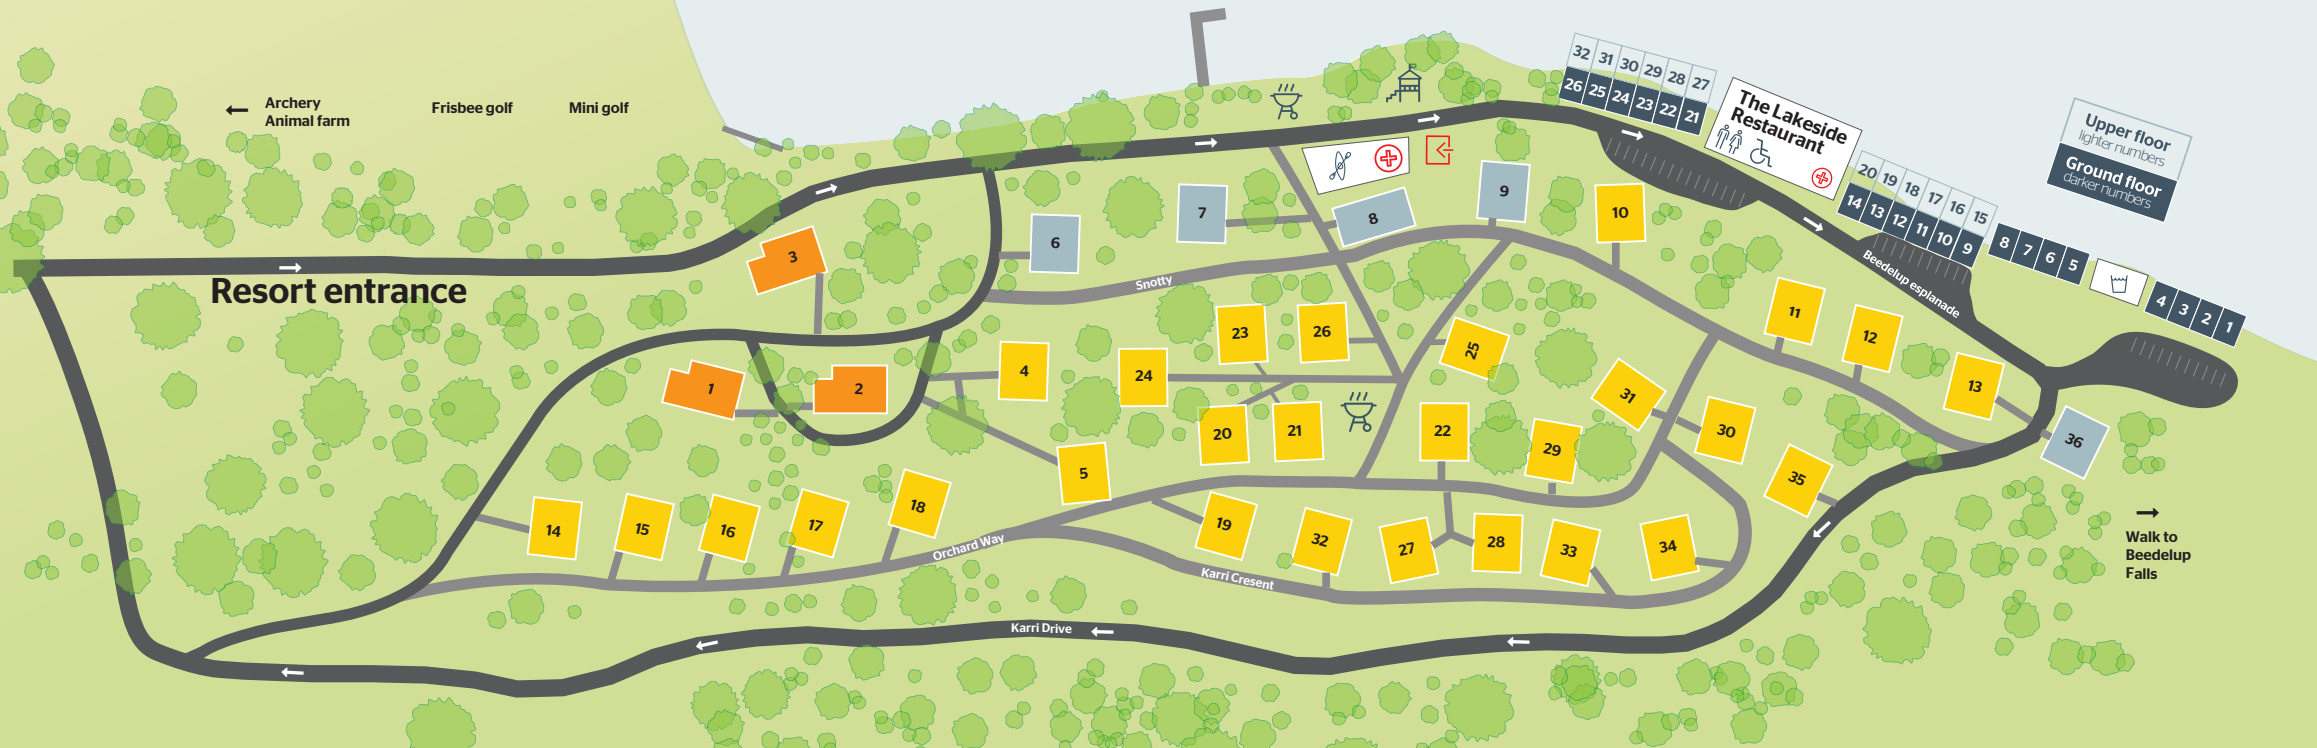 Archery
Animal farm
Frisbee golf
Mini golf
Resort entrance
32 31 30 29 28 27
26 25 24 23 22 21
The Lakeside
Restaurant
Upper floor
lighter numbers
Ground floor
darker numbers
20 19 18 17 16 15
14 13 12 11 10 9
8 7 6 5
4 3 2 1
Beedelup esplanade
Snotty
Orchard Way
Karri Cresent
Karri Drive
Walk to
Beedelup
Falls
3
6
7
8
9
10
11
12
13
1
2
4
24
23
26
25
31
30
36
5
20
21
22
29
35
14
15
16
17
18
19
32
27
28
33
34